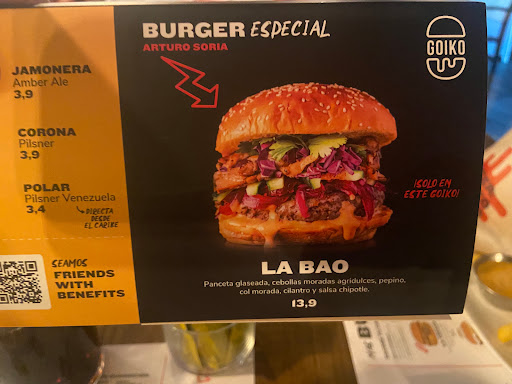 JAMONERA
Amber Ale
3,9
CORONA
Pilsner
3,9
POLAR
Pilsner Venezuela
3,4
DIRECTA
DESDE
EL CARIBE
SEAMOS
FRIENDS
WITH
BENEFITS
BURGER ESPECIAL
ARTURO SORIA
GOIKO
¡SOLO EN
ESTE GOIKO!
LA BAO
Panceta glaseada, cebollas moradas agridulces, pepino,
col morada, cilantro y salsa chipotle.
13,9